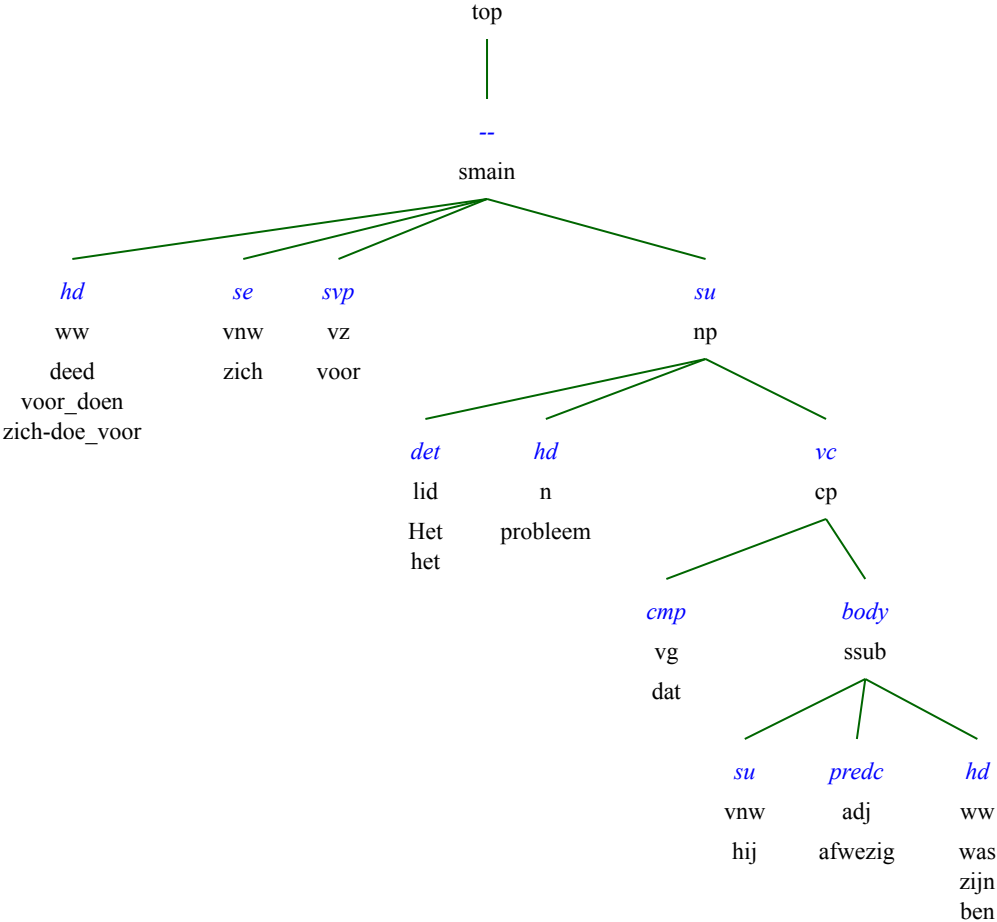 top
--
smain
hd se svp su
ww vnw vz np
deed zich voor
voor_doen
zich-doe_voor
det hd vc
lid n cp
Het probleem
het
cmp body
vg ssub
dat
su predc hd
vnw adj ww
hij afwezig was
zijn
ben